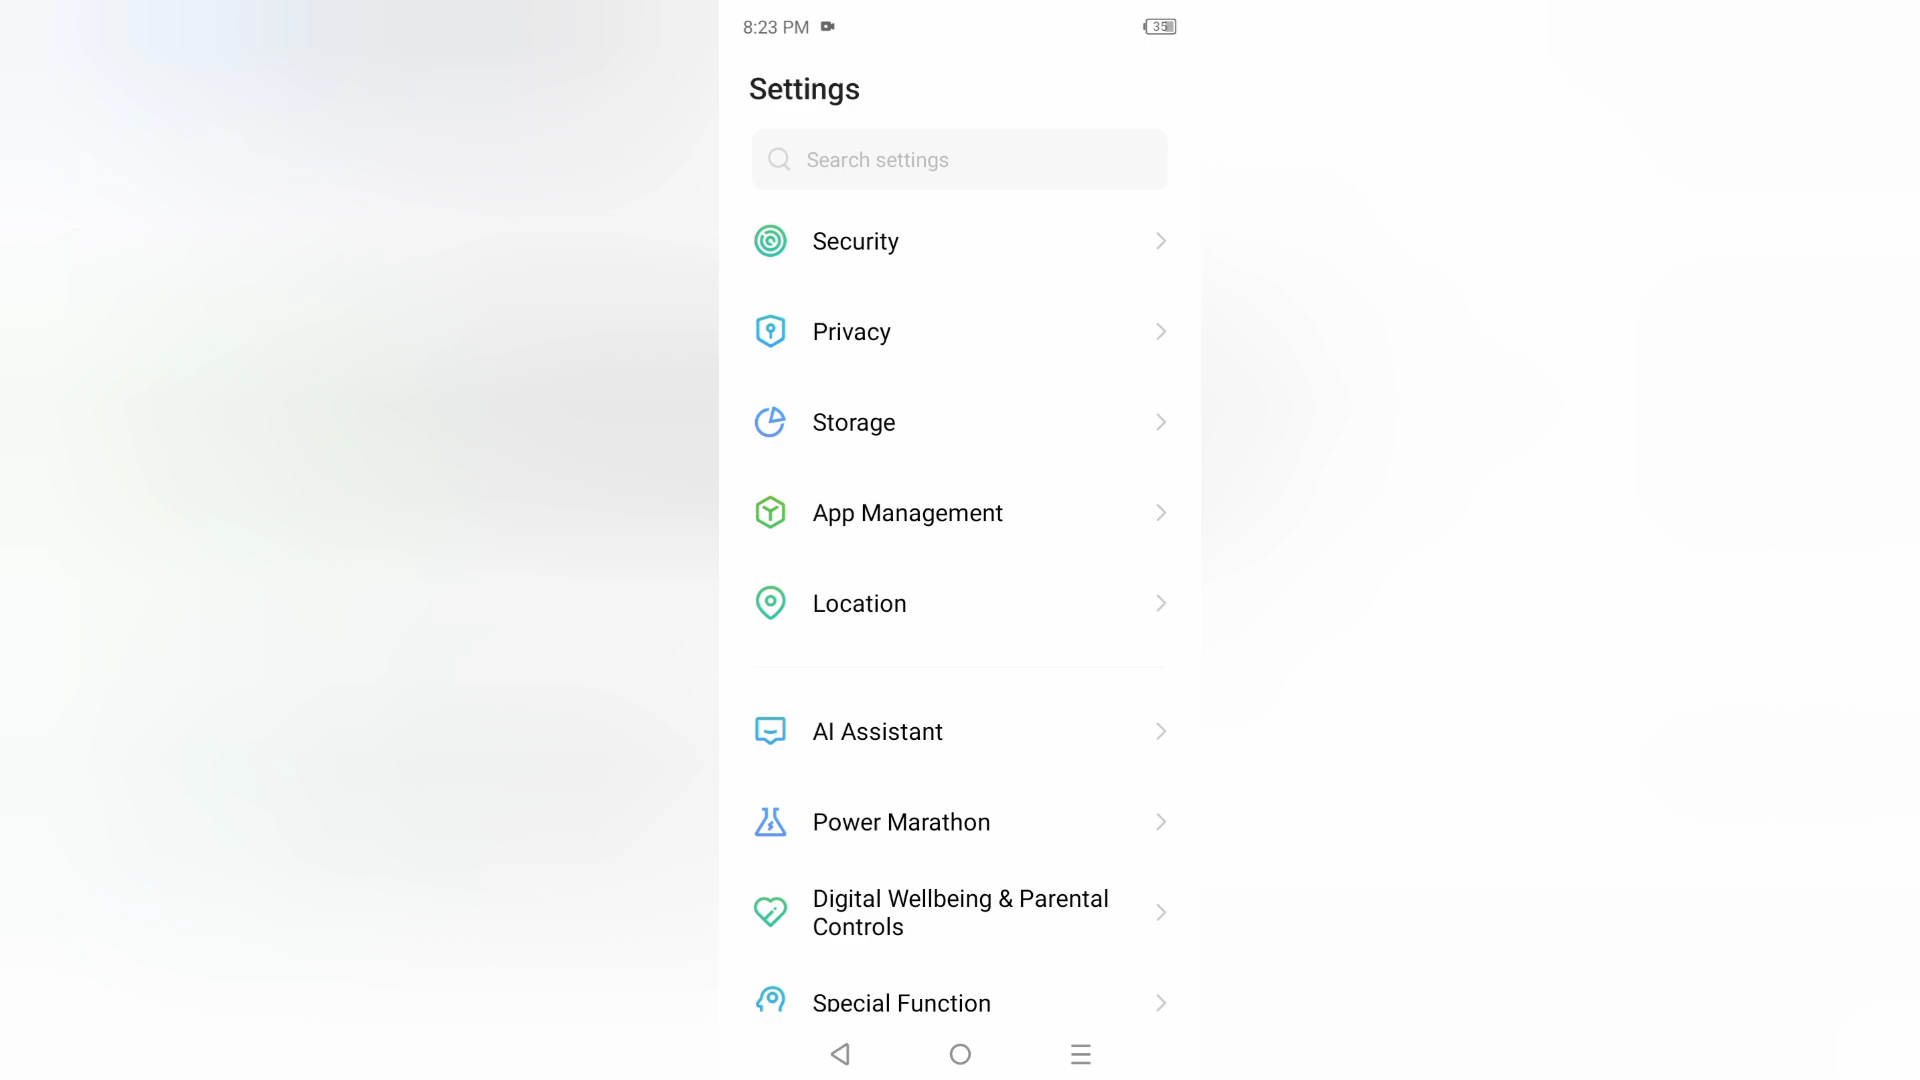 8:23 PM
35
Settings
Search settings
Security
Privacy
Storage
App Management
Location
AI Assistant
Power Marathon
Digital Wellbeing & Parental
Controls
Special Function